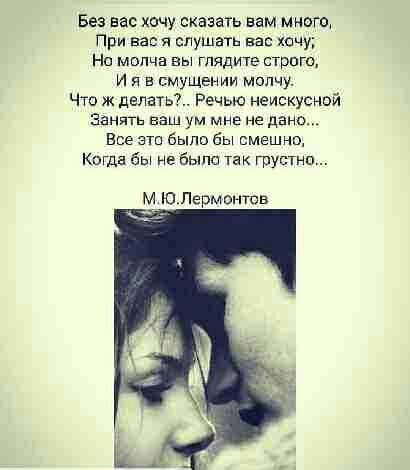 Без вас хочу сказать вам много,
При вас я слушать вас хочу;
Но молча вы глядите строго,
И я в смущении молчу.
Что ж делать?.. Речью неискусной
Занять ваш ум мне не дано...
Все это было бы смешно,
Когда бы не было так грустно...
М.Ю.Лермонтов